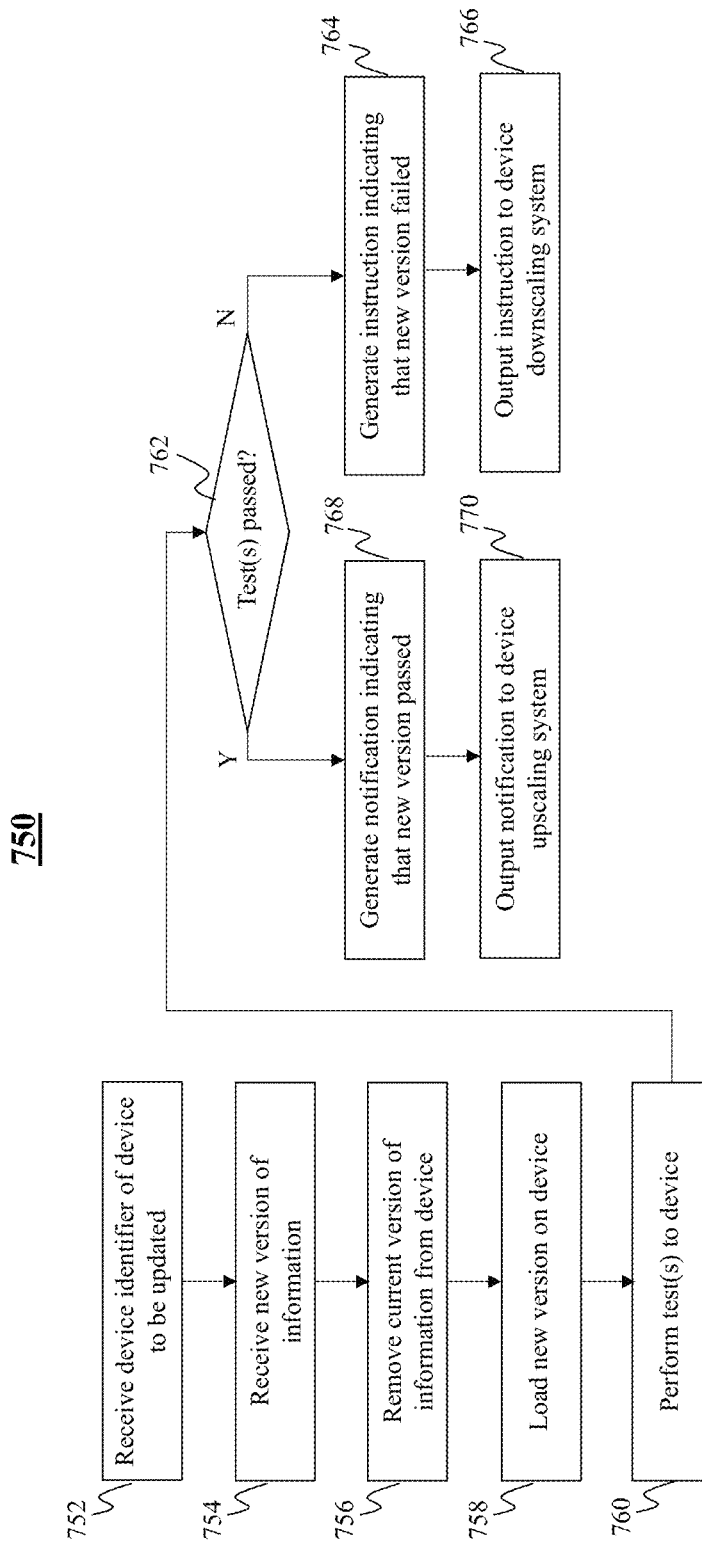 750
752
Receive device identifier of device
to be updated
754
Receive new version of
information
756
Remove current version of
information from device
758
Load new version on device
760
Perform test(s) to device
762
Test(s) passed?
Y
N
768
Generate notification indicating
that new version passed
770
Output notification to device
upscaling system
764
Generate instruction indicating
that new version failed
766
Output instruction to device
downscaling system